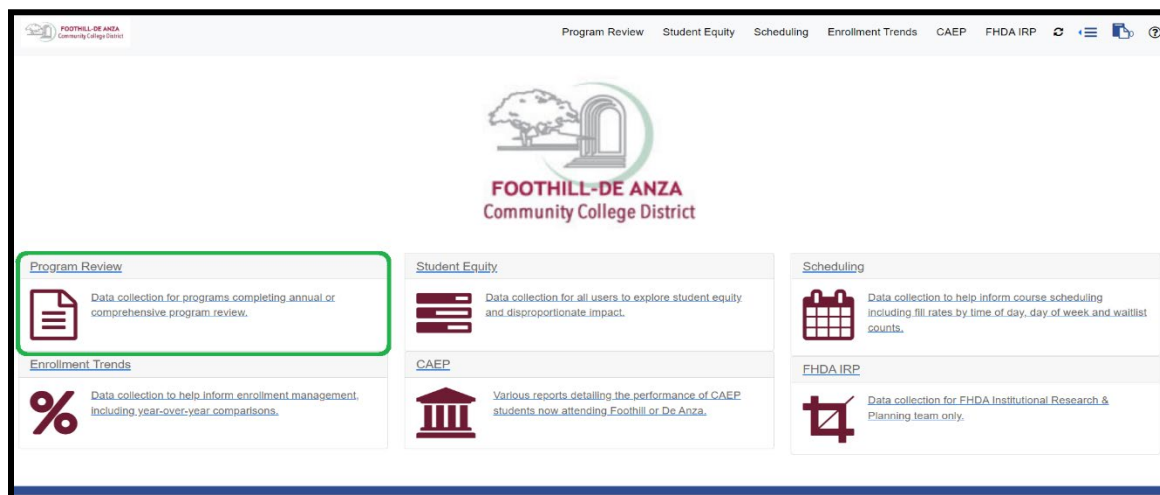 FOOTHILL-DE ANZA
Community College District
Program Review Student Equity Scheduling Enrollment Trends CAEP FHDA IRP
FOOTHILL-DE ANZA
Community College District
Program Review
Data collection for programs completing annual or
comprehensive program review.
Student Equity
Data collection for all users to explore student equity
and disproportionate impact.
Scheduling
Data collection to help inform course scheduling
including fill rates by time of day, day of week and waitlist
counts.
Enrollment Trends
Data collection to help inform enrollment management,
including year-over-year comparisons.
CAEP
Various reports detailing the performance of CAEP
students now attending Foothill or De Anza.
FHDA IRP
Data collection for FHDA Institutional Research &
Planning team only.